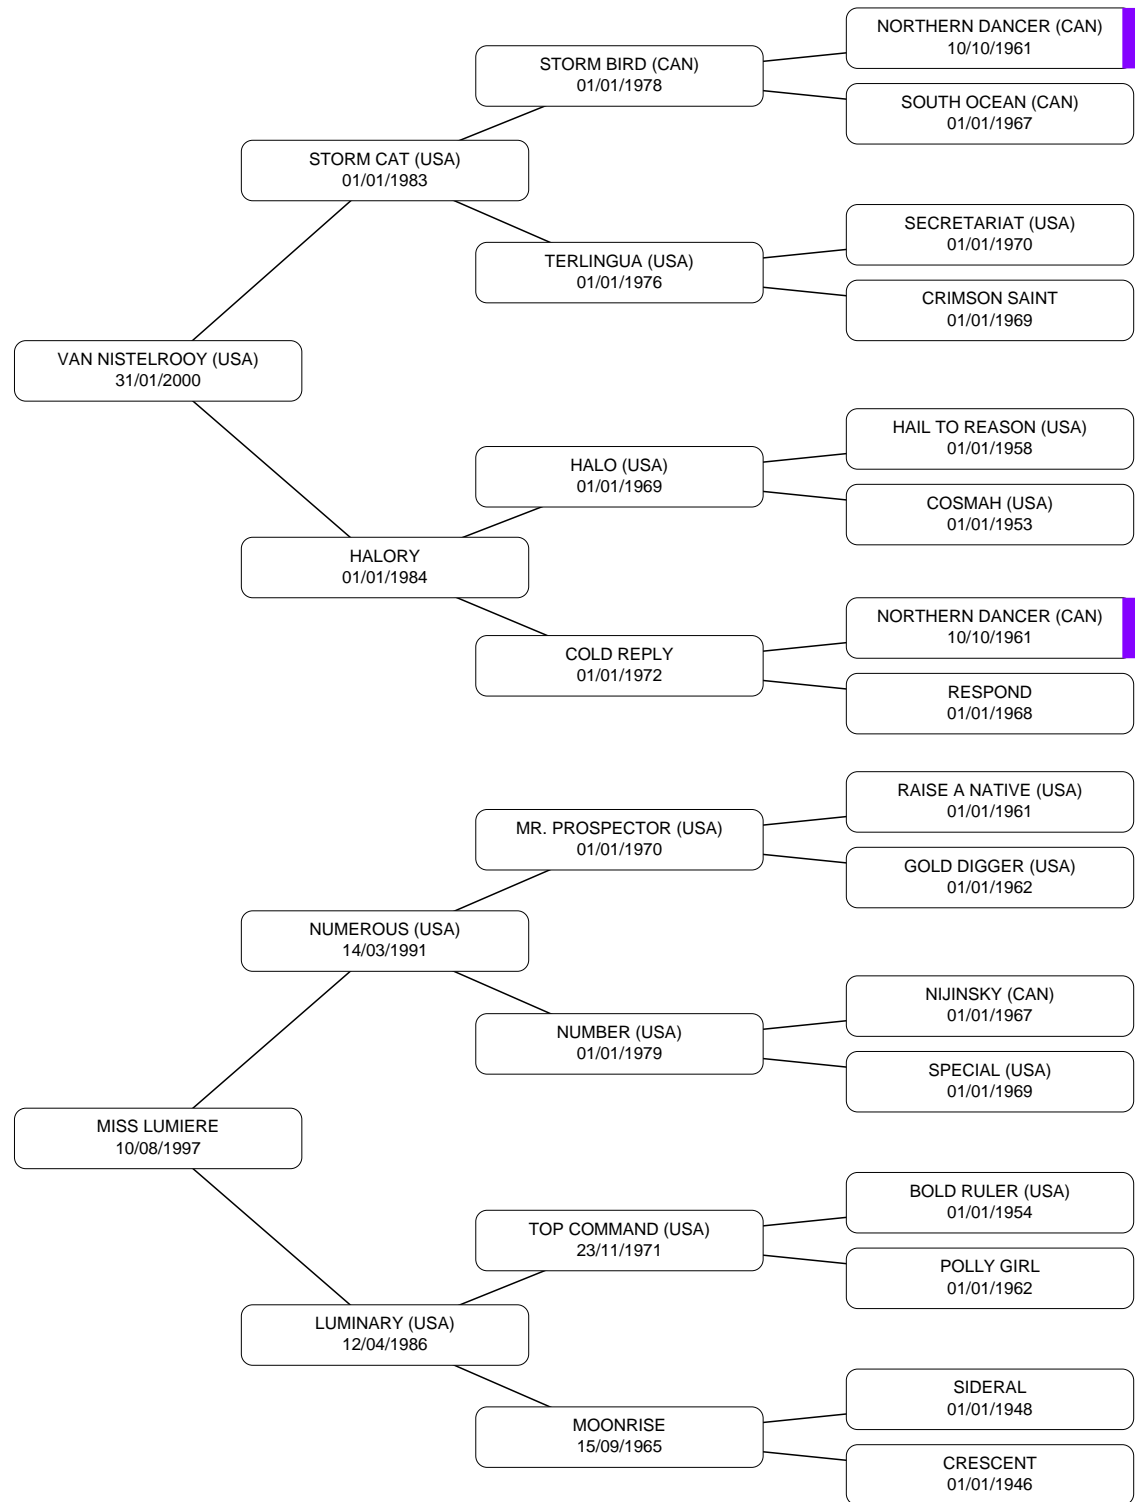 NORTHERN DANCER (CAN)
10/10/1961
STORM BIRD (CAN)
01/01/1978
SOUTH OCEAN (CAN)
01/01/1967
STORM CAT (USA)
01/01/1983
SECRETARIAT (USA)
01/01/1970
TERLINGUA (USA)
01/01/1976
CRIMSON SAINT
01/01/1969
VAN NISTELROOY (USA)
31/01/2000
HAIL TO REASON (USA)
01/01/1958
HALO (USA)
01/01/1969
COSMAH (USA)
01/01/1953
HALORY
01/01/1984
NORTHERN DANCER (CAN)
10/10/1961
COLD REPLY
01/01/1972
RESPOND
01/01/1968
RAISE A NATIVE (USA)
01/01/1961
MR. PROSPECTOR (USA)
01/01/1970
GOLD DIGGER (USA)
01/01/1962
NUMEROUS (USA)
14/03/1991
NIJINSKY (CAN)
01/01/1967
NUMBER (USA)
01/01/1979
SPECIAL (USA)
01/01/1969
MISS LUMIERE
10/08/1997
BOLD RULER (USA)
01/01/1954
TOP COMMAND (USA)
23/11/1971
POLLY GIRL
01/01/1962
LUMINARY (USA)
12/04/1986
SIDERAL
01/01/1948
MOONRISE
15/09/1965
CRESCENT
01/01/1946